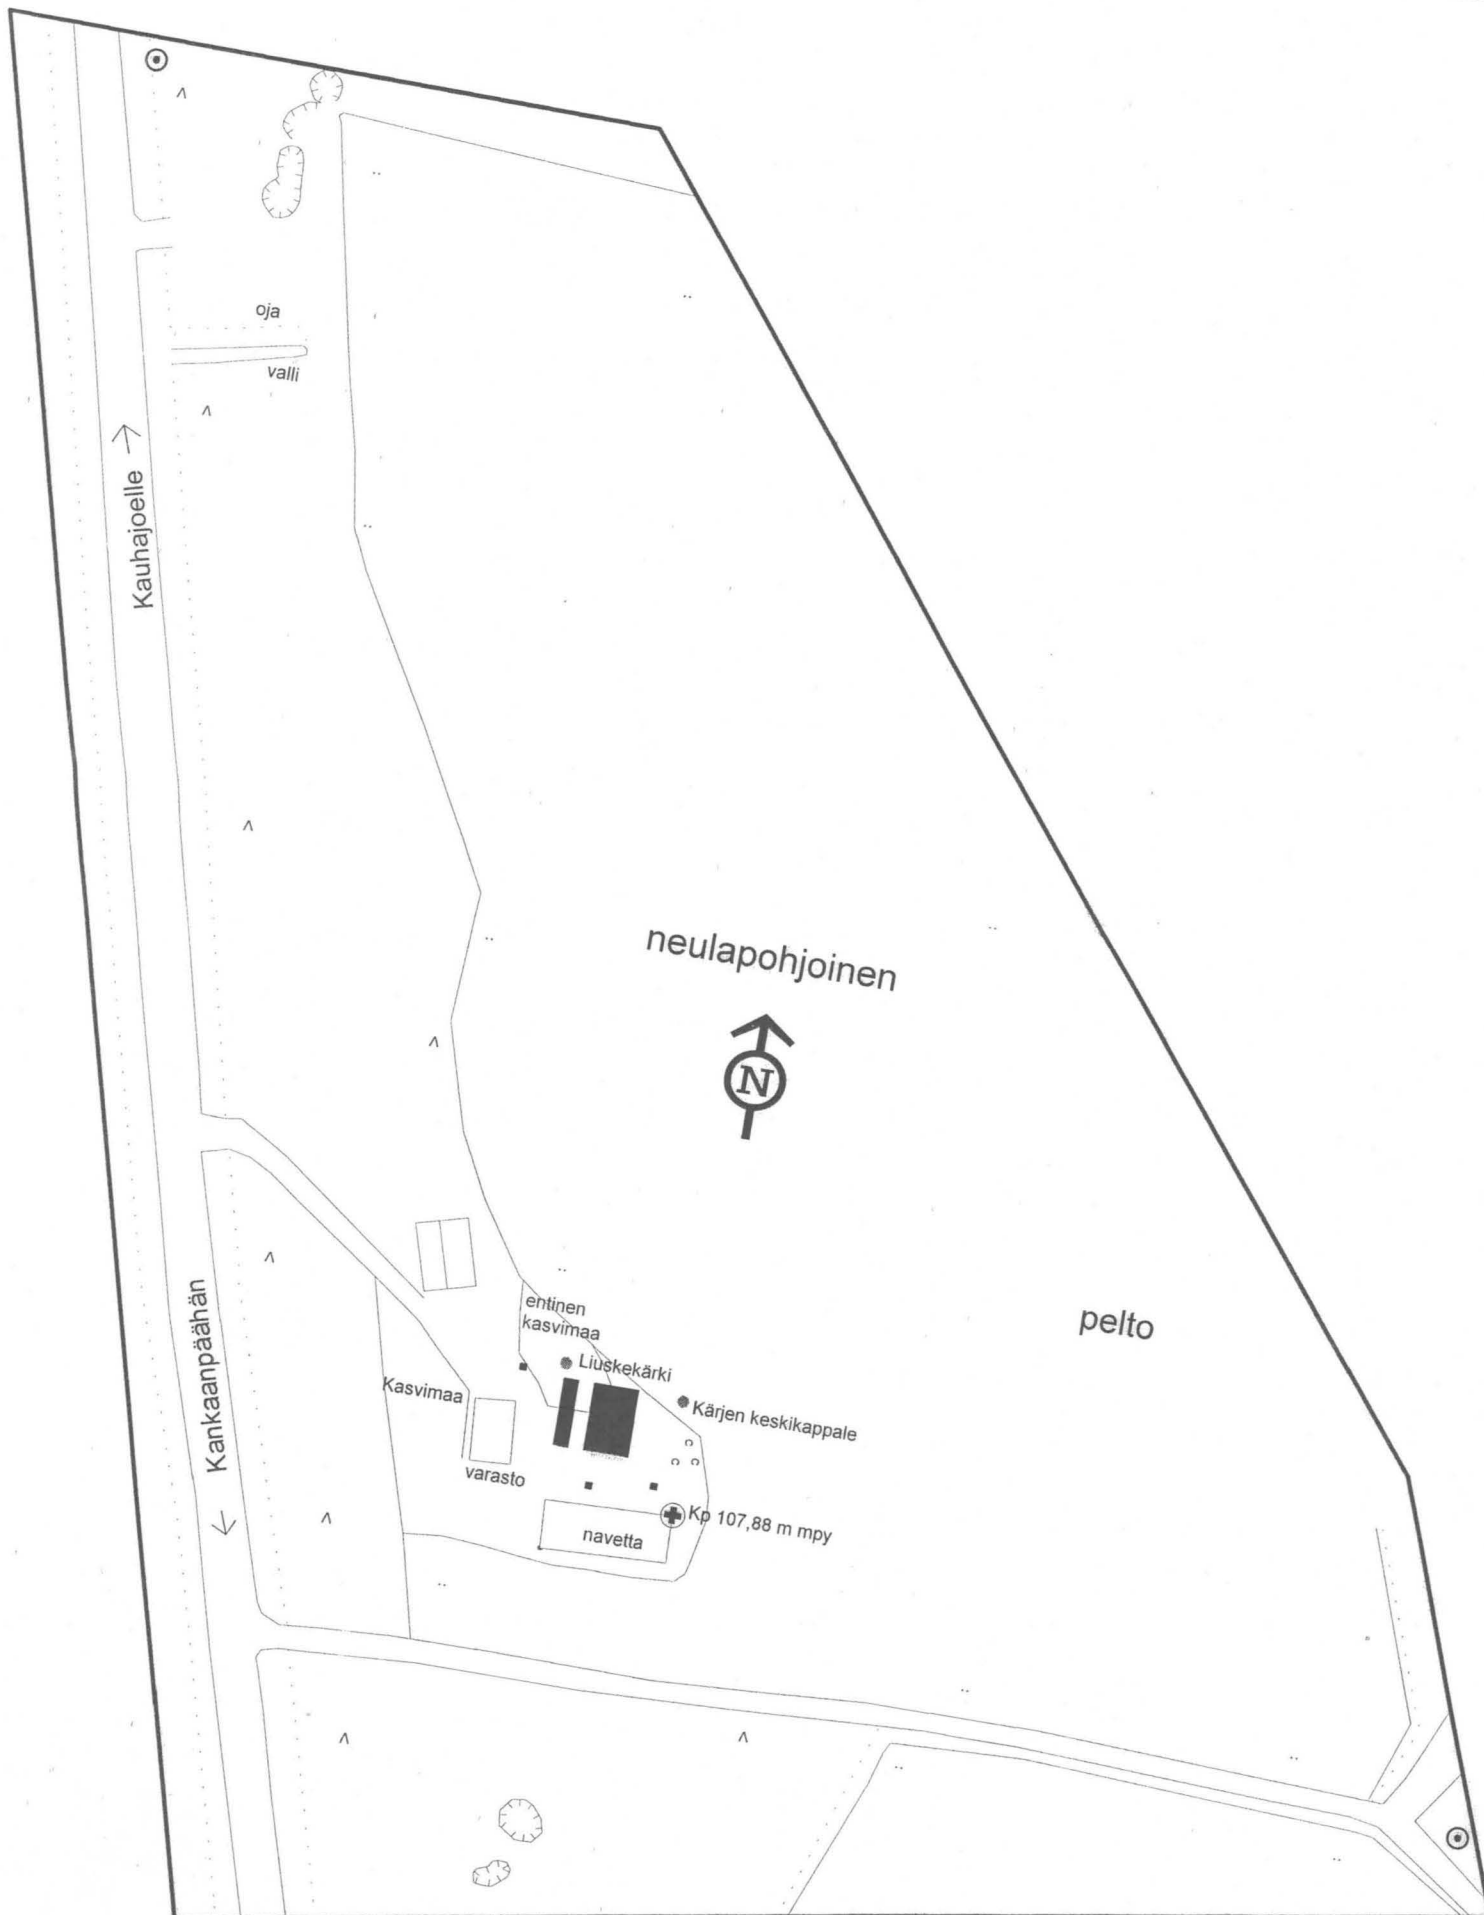 oja
valli
Kauhajoelle
neulapohjoinen
N
pelto
Kankaanpäähän
entinen
kasvimaa
Liuskekärki
Kasvimaa
Kärjen keskikappale
varasto
Kp 107,88 m mpy
navetta